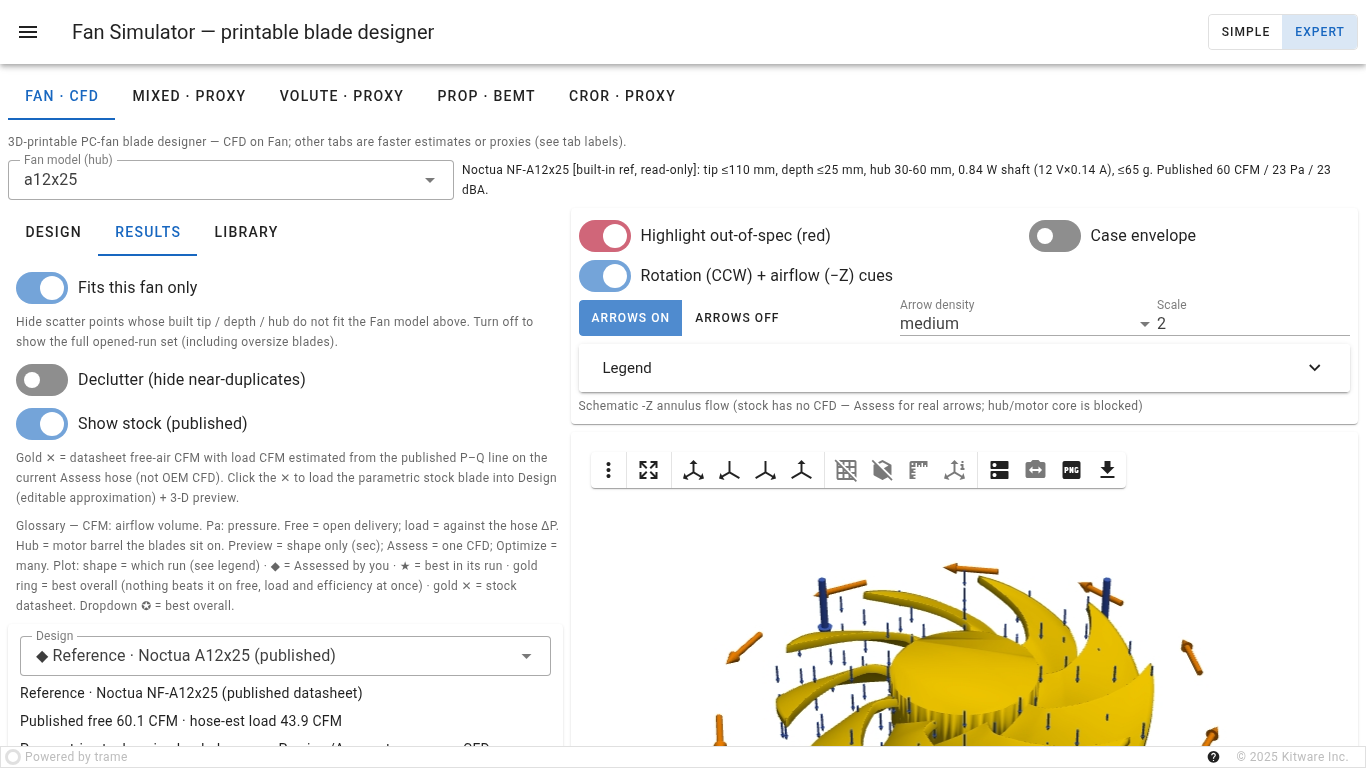 Fan Simulator — printable blade designer
SIMPLE
EXPERT
FAN · CFD
MIXED · PROXY
VOLUTE · PROXY
PROP · BEMT
CROR · PROXY
3D-printable PC-fan blade designer — CFD on Fan; other tabs are faster estimates or proxies (see tab labels).
Fan model (hub)
a12x25
Noctua NF-A12x25 [built-in ref, read-only]: tip ≤110 mm, depth ≤25 mm, hub 30-60 mm, 0.84 W shaft (12 V×0.14 A), ≤65 g. Published 60 CFM / 23 Pa / 23
dBA.
DESIGN
RESULTS
LIBRARY
Fits this fan only
Hide scatter points whose built tip / depth / hub do not fit the Fan model above. Turn off to
show the full opened-run set (including oversize blades).
Declutter (hide near-duplicates)
Show stock (published)
Gold ✕ = datasheet free-air CFM with load CFM estimated from the published P–Q line on the
current Assess hose (not OEM CFD). Click the ✕ to load the parametric stock blade into Design
(editable approximation) + 3-D preview.
Glossary — CFM: airflow volume. Pa: pressure. Free = open delivery; load = against the hose ΔP.
Hub = motor barrel the blades sit on. Preview = shape only (sec); Assess = one CFD; Optimize =
many. Plot: shape = which run (see legend) · ◆ = Assessed by you · ★ = best in its run · gold
ring = best overall (nothing beats it on free, load and efficiency at once) · gold ✕ = stock
datasheet. Dropdown ✪ = best overall.
Design
◆ Reference · Noctua A12x25 (published)
Reference · Noctua NF-A12x25 (published datasheet)
Published free 60.1 CFM · hose-est load 43.9 CFM
Highlight out-of-spec (red)
Case envelope
Rotation (CCW) + airflow (−Z) cues
ARROWS ON
ARROWS OFF
Arrow density
medium
Scale
2
Legend
Schematic -Z annulus flow (stock has no CFD — Assess for real arrows; hub/motor core is blocked)
PNG
Powered by trame
© 2025 Kitware Inc.